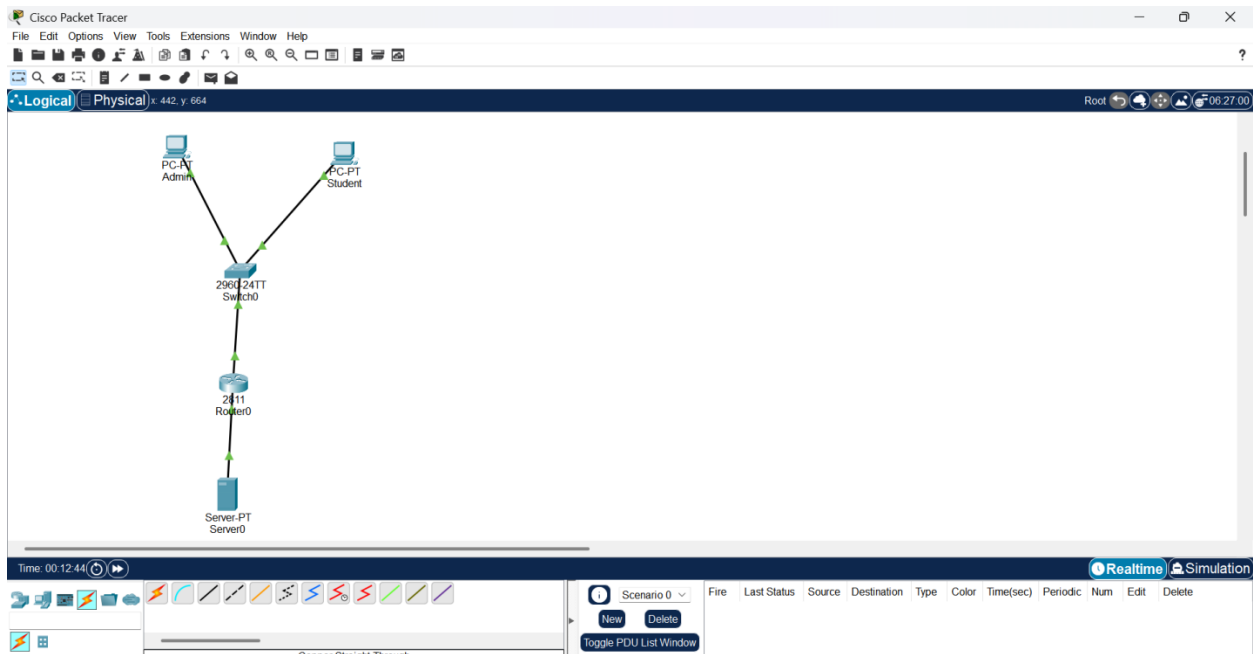 Cisco Packet Tracer
File Edit Options View Tools Extensions Window Help
?
Logical Physical x: 442, y: 664 Root 06:27:00
PC-PT
Admin
PC-PT
Student
2960-24TT
Switch0
2811
Router0
Server-PT
Server0
Time: 00:12:44 Realtime Simulation
Scenario 0 Fire Last Status Source Destination Type Color Time(sec) Periodic Num Edit Delete
New Delete
Toggle PDU List Window